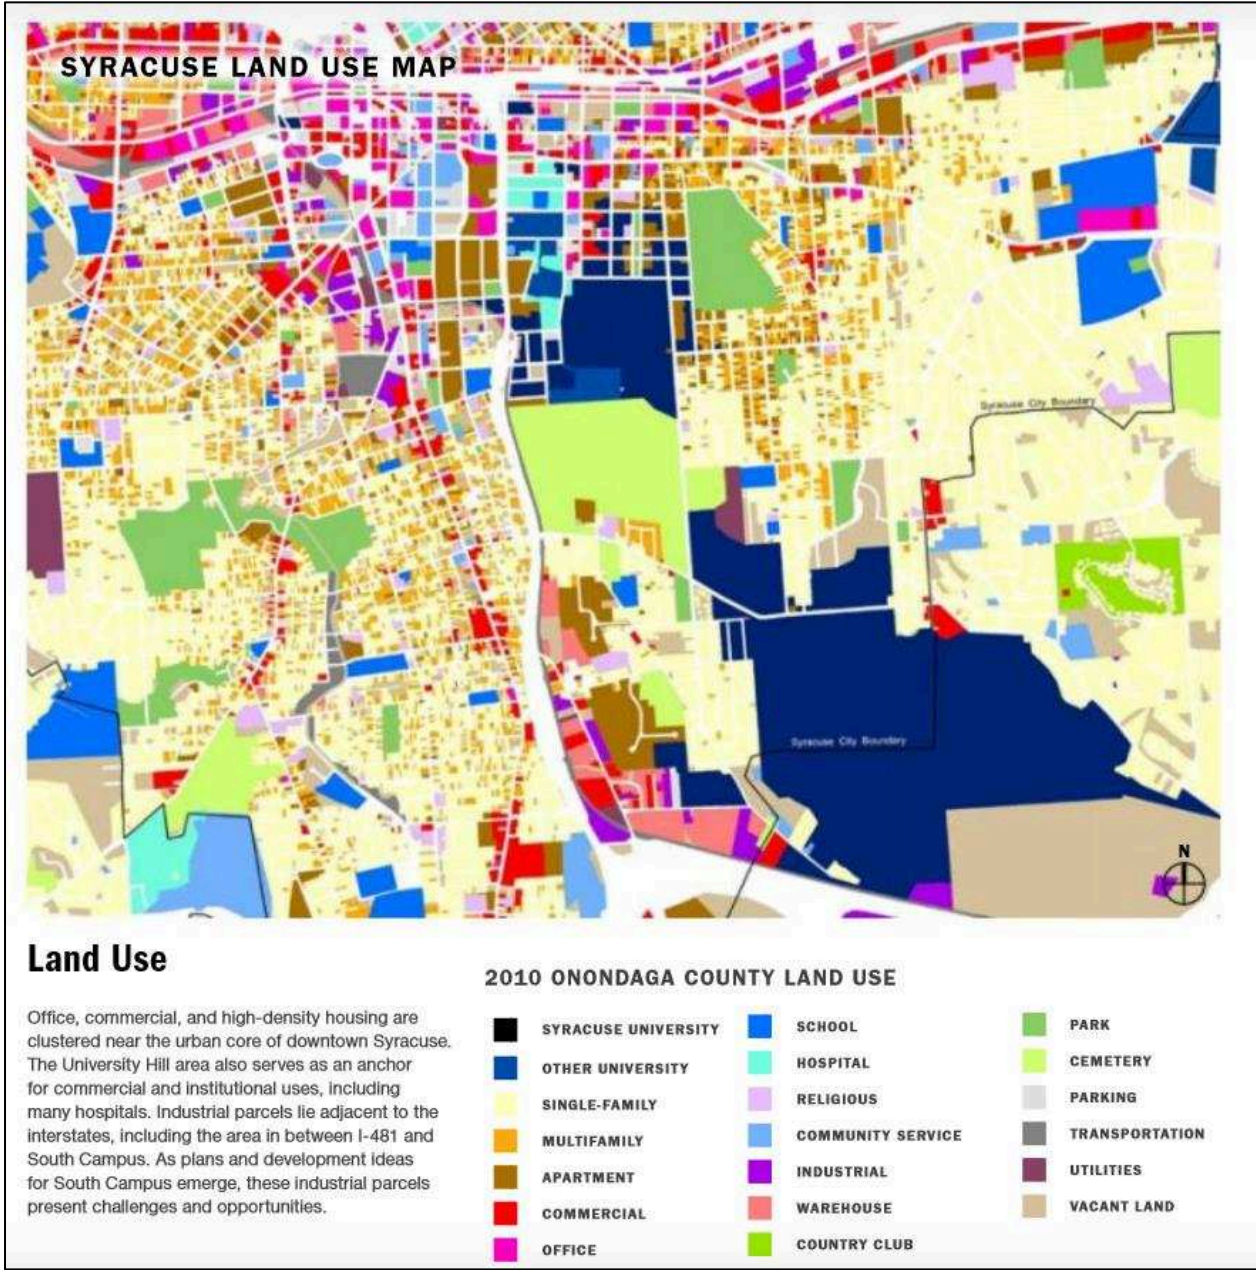 SYRACUSE LAND USE MAP
Syracuse City Boundary
Syracuse City Boundary
N
Land Use
Office, commercial, and high-density housing are
clustered near the urban core of downtown Syracuse.
The University Hill area also serves as an anchor
for commercial and institutional uses, including
many hospitals. Industrial parcels lie adjacent to the
interstates, including the area in between I-481 and
South Campus. As plans and development ideas
for South Campus emerge, these industrial parcels
present challenges and opportunities.
2010 ONONDAGA COUNTY LAND USE
SYRACUSE UNIVERSITY
OTHER UNIVERSITY
SINGLE-FAMILY
MULTIFAMILY
APARTMENT
COMMERCIAL
OFFICE
SCHOOL
HOSPITAL
RELIGIOUS
COMMUNITY SERVICE
INDUSTRIAL
WAREHOUSE
COUNTRY CLUB
PARK
CEMETERY
PARKING
TRANSPORTATION
UTILITIES
VACANT LAND